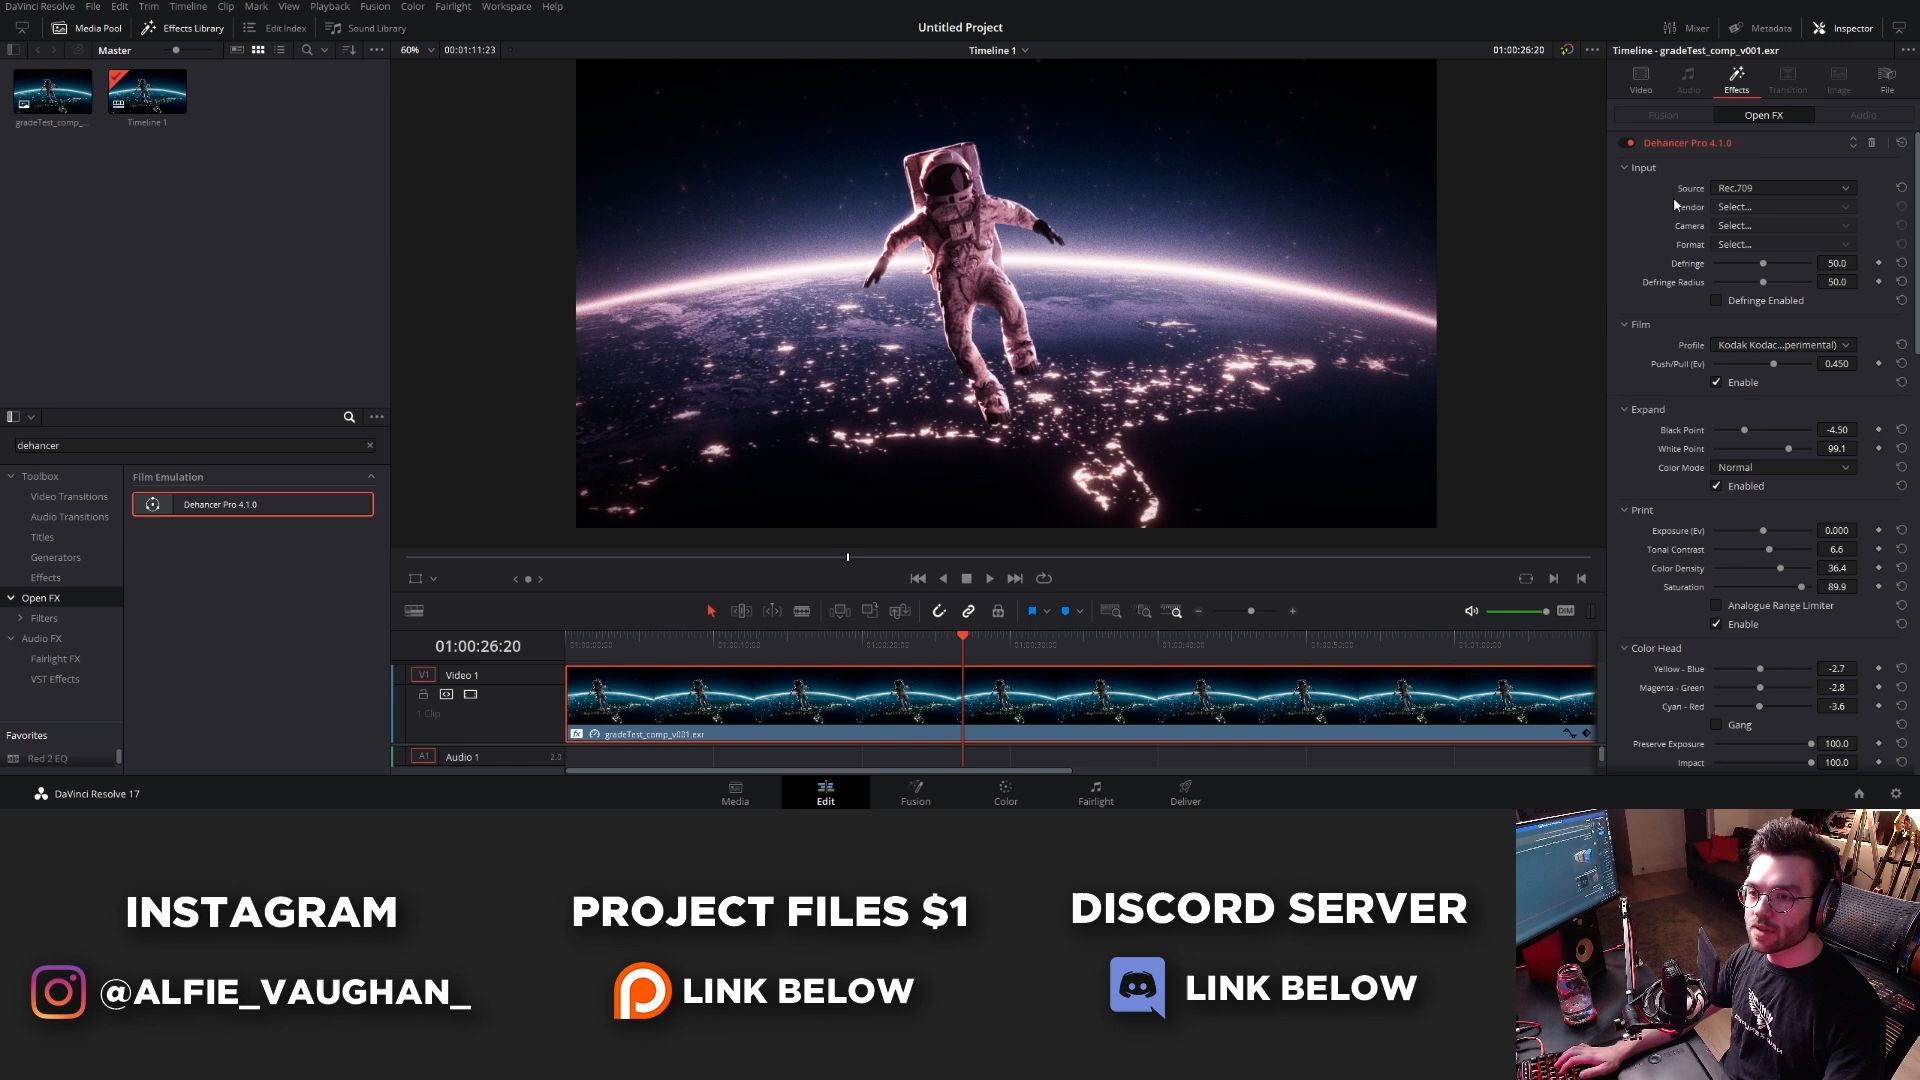 DaVinci Resolve File Edit Trim Timeline Clip Mark View Playback Fusion Color Fairlight Workspace Help
Media Pool Effects Library Edit Index Sound Library
Untitled Project
Mixer Metadata Inspector
Master
60% 00:01:11:23
Timeline 1
01:00:26:20
Timeline - gradeTest_comp_v001.exr
gradeTest_comp_...
Timeline 1
Video Audio Effects Transition Image File
Fusion Open FX Audio
Dehancer Pro 4.1.0
Input
Source Rec.709
Vendor Select...
Camera Select...
Format Select...
Defringe 50.0
Defringe Radius 50.0
Defringe Enabled
Film
Profile Kodak Kodac...perimental)
Push/Pull (Ev) 0.450
Enable
Expand
Black Point -4.50
White Point 99.1
Color Mode Normal
Enabled
Print
Exposure (Ev) 0.000
Tonal Contrast 6.6
Color Density 36.4
Saturation 89.9
Analogue Range Limiter
Enable
Color Head
Yellow - Blue -2.7
Magenta - Green -2.8
Cyan - Red -3.6
Gang
Preserve Exposure 100.0
Impact 100.0
dehancer
Toolbox
Video Transitions
Audio Transitions
Titles
Generators
Effects
Open FX
Filters
Audio FX
Fairlight FX
VST Effects
Favorites
Red 2 EQ
Film Emulation
Dehancer Pro 4.1.0
DIM
01:00:26:20
01:00:00:00 01:00:10:00 01:00:20:00 01:00:30:00 01:00:40:00 01:00:50:00 01:01:00:00
V1 Video 1
1 Clip
gradeTest_comp_v001.exr
A1 Audio 1 2.0
DaVinci Resolve 17
Media Edit Fusion Color Fairlight Deliver
INSTAGRAM
@ALFIE_VAUGHAN_
PROJECT FILES $1
LINK BELOW
DISCORD SERVER
LINK BELOW